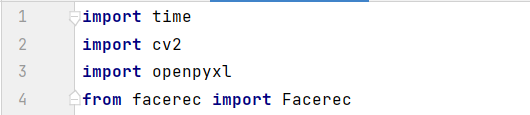 1 import time
2 import cv2
3 import openpyxl
4 from facerec import Facerec